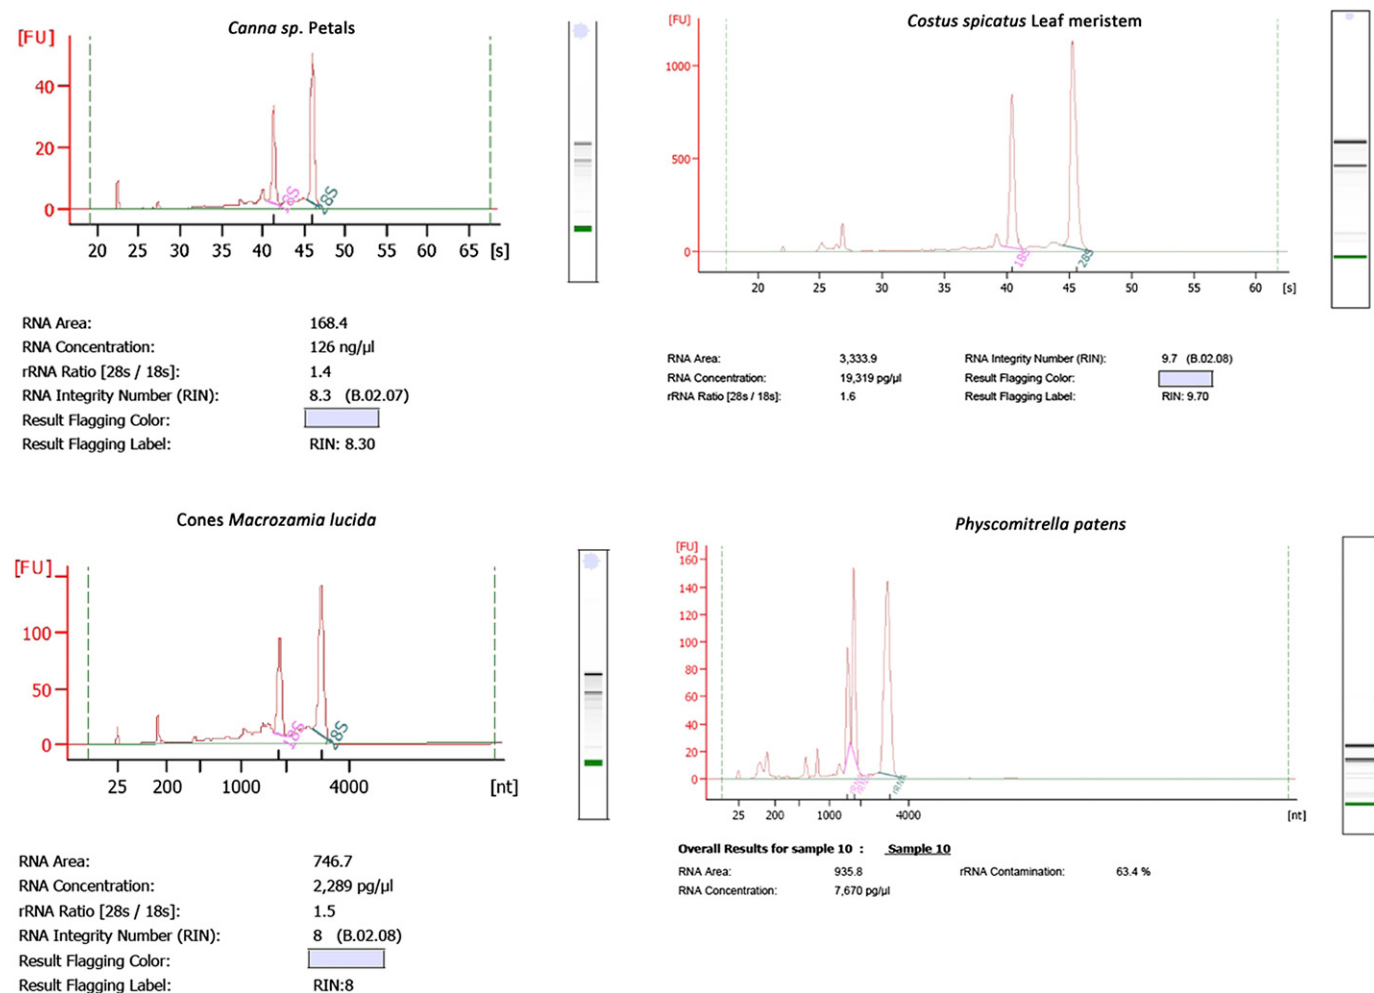 Canna sp. Petals
[FU]
40
20
0
18S
28S
20 25 30 35 40 45 50 55 60 65 [s]
RNA Area: 168.4
RNA Concentration: 126 ng/µl
rRNA Ratio [28s / 18s]: 1.4
RNA Integrity Number (RIN): 8.3 (B.02.07)
Result Flagging Color:
Result Flagging Label: RIN: 8.30
Costus spicatus Leaf meristem
[FU]
1000
500
0
18S
28S
20 25 30 35 40 45 50 55 60 [s]
RNA Area: 3,333.9 RNA Integrity Number (RIN): 9.7 (B.02.08)
RNA Concentration: 19,319 pg/µl Result Flagging Color:
rRNA Ratio [28s / 18s]: 1.6 Result Flagging Label: RIN: 9.70
Cones Macrozamia lucida
[FU]
100
50
0
18S
28S
25 200 1000 4000 [nt]
RNA Area: 746.7
RNA Concentration: 2,289 pg/µl
rRNA Ratio [28s / 18s]: 1.5
RNA Integrity Number (RIN): 8 (B.02.08)
Result Flagging Color:
Result Flagging Label: RIN:8
Physcomitrella patens
[FU]
160
140
120
100
80
60
40
20
0
25 200 1000 4000 [nt]
Overall Results for sample 10 : Sample 10
RNA Area: 935.8 rRNA Contamination: 63.4 %
RNA Concentration: 7,670 pg/µl